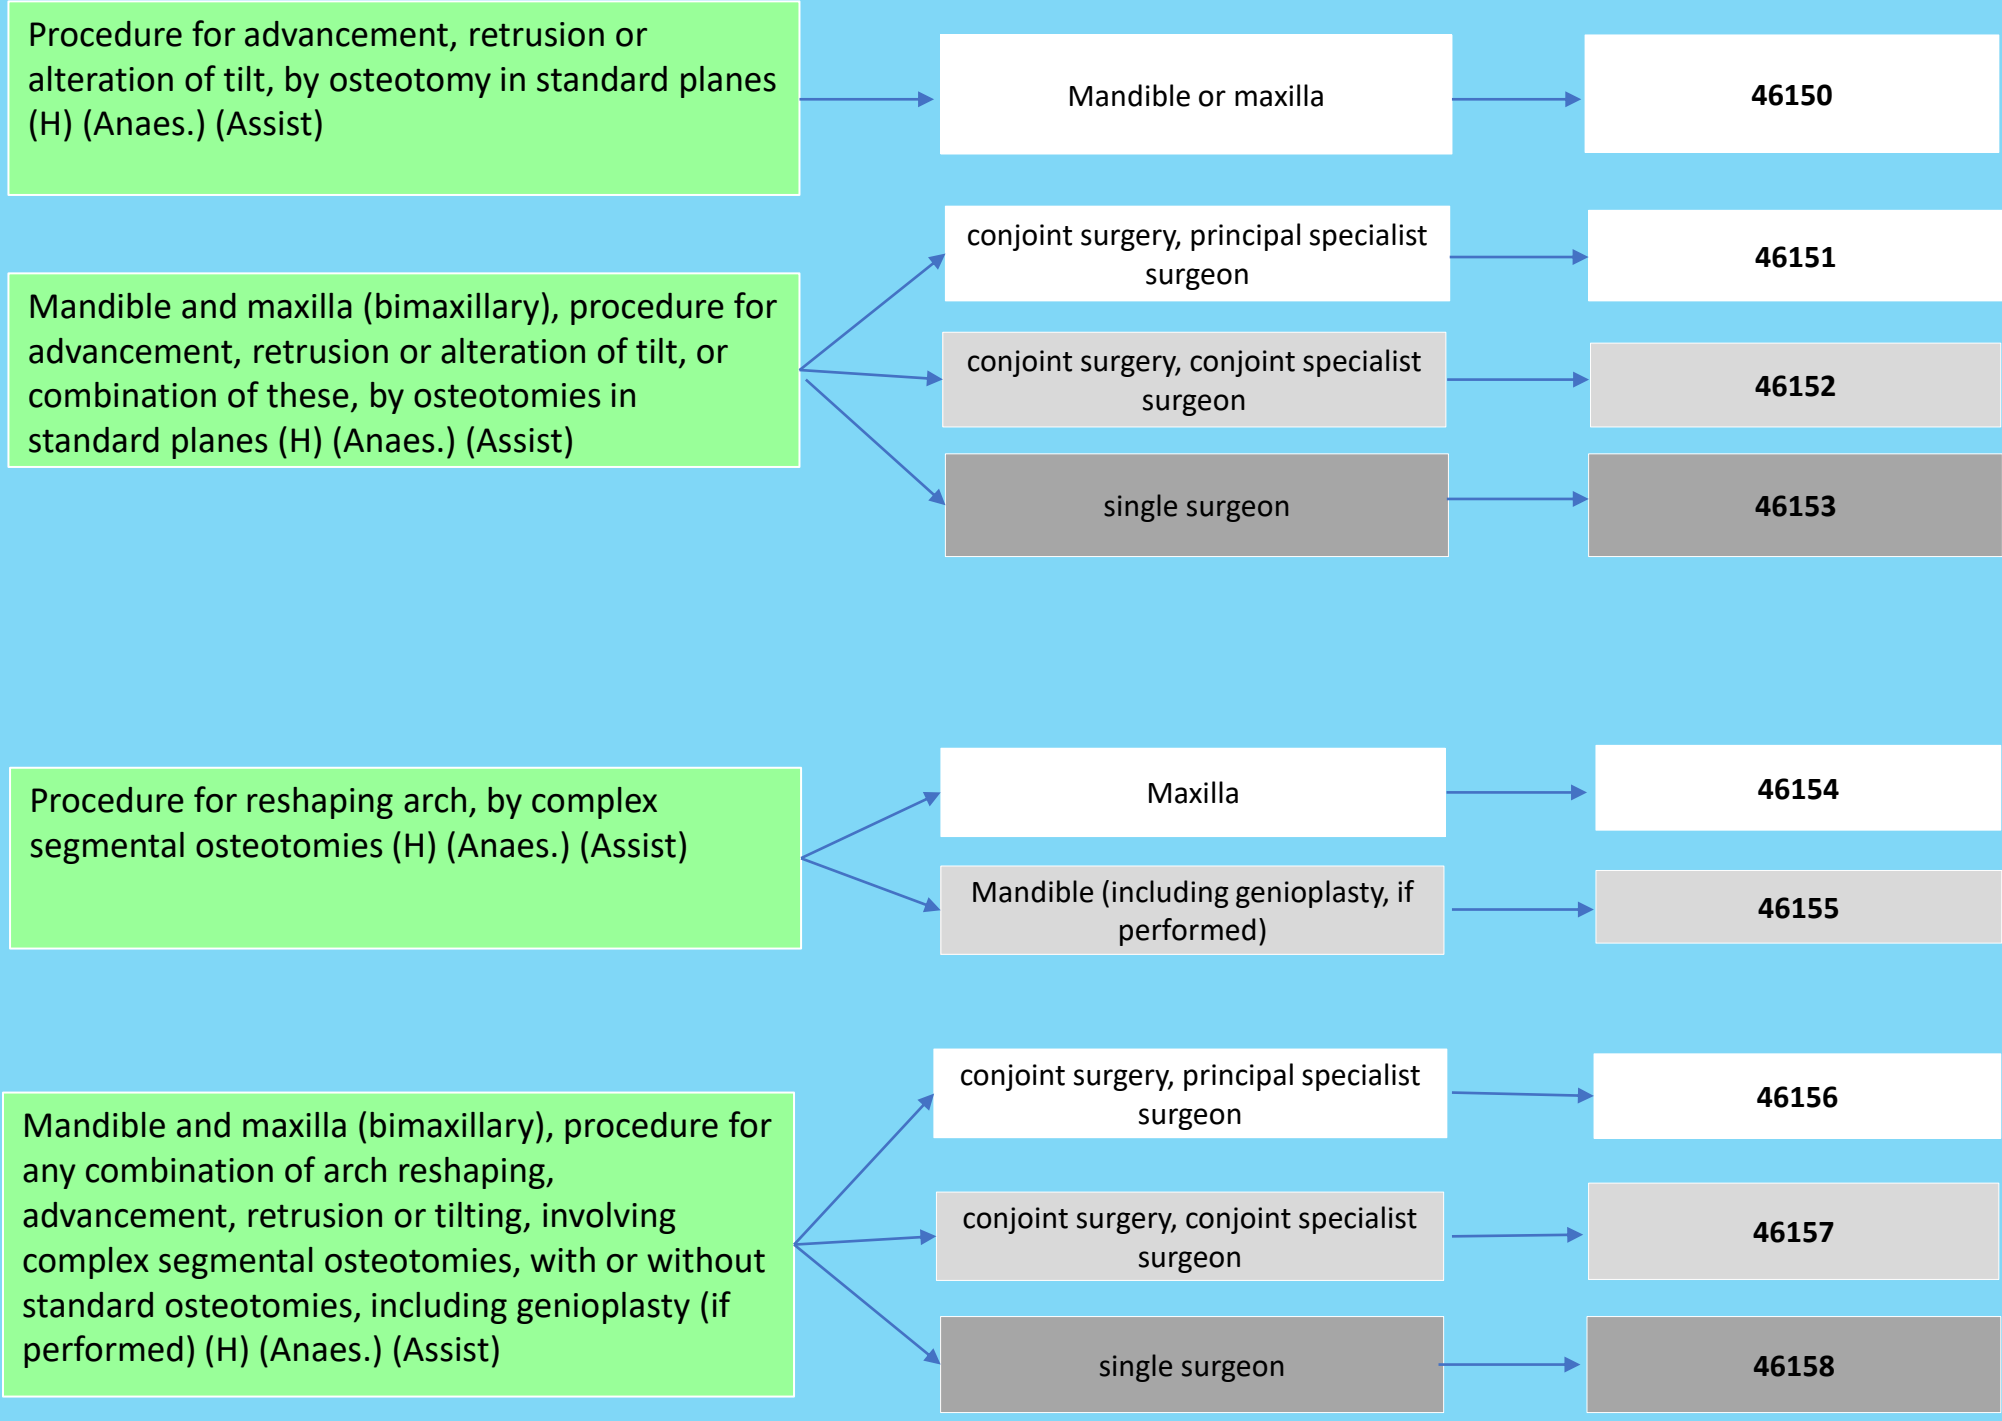 Procedure for advancement, retrusion or
alteration of tilt, by osteotomy in standard planes
(H) (Anaes.) (Assist)
Mandible or maxilla
46150
Mandible and maxilla (bimaxillary), procedure for
advancement, retrusion or alteration of tilt, or
combination of these, by osteotomies in
standard planes (H) (Anaes.) (Assist)
conjoint surgery, principal specialist
surgeon
46151
conjoint surgery, conjoint specialist
surgeon
46152
single surgeon
46153
Procedure for reshaping arch, by complex
segmental osteotomies (H) (Anaes.) (Assist)
Maxilla
46154
Mandible (including genioplasty, if
performed)
46155
Mandible and maxilla (bimaxillary), procedure for
any combination of arch reshaping,
advancement, retrusion or tilting, involving
complex segmental osteotomies, with or without
standard osteotomies, including genioplasty (if
performed) (H) (Anaes.) (Assist)
conjoint surgery, principal specialist
surgeon
46156
conjoint surgery, conjoint specialist
surgeon
46157
single surgeon
46158